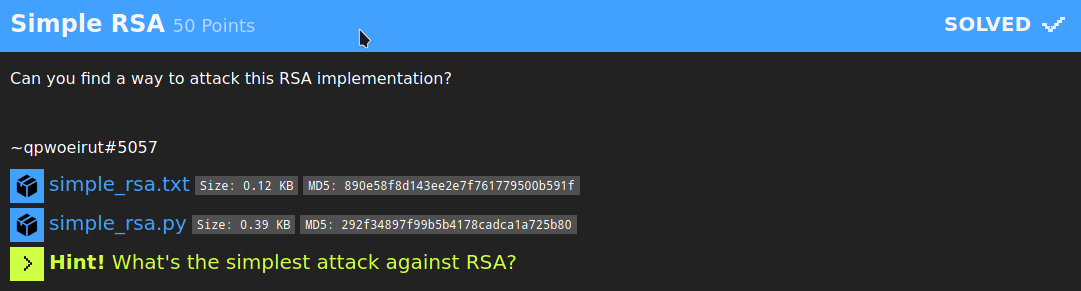 Simple RSA 50 Points SOLVED
Can you find a way to attack this RSA implementation?
~qpwoeirut#5057
simple_rsa.txt Size: 0.12 KB MD5: 890e58f8d143ee2e7f761779500b591f
simple_rsa.py Size: 0.39 KB MD5: 292f34897f99b5b4178cadca1a725b80
> Hint! What's the simplest attack against RSA?